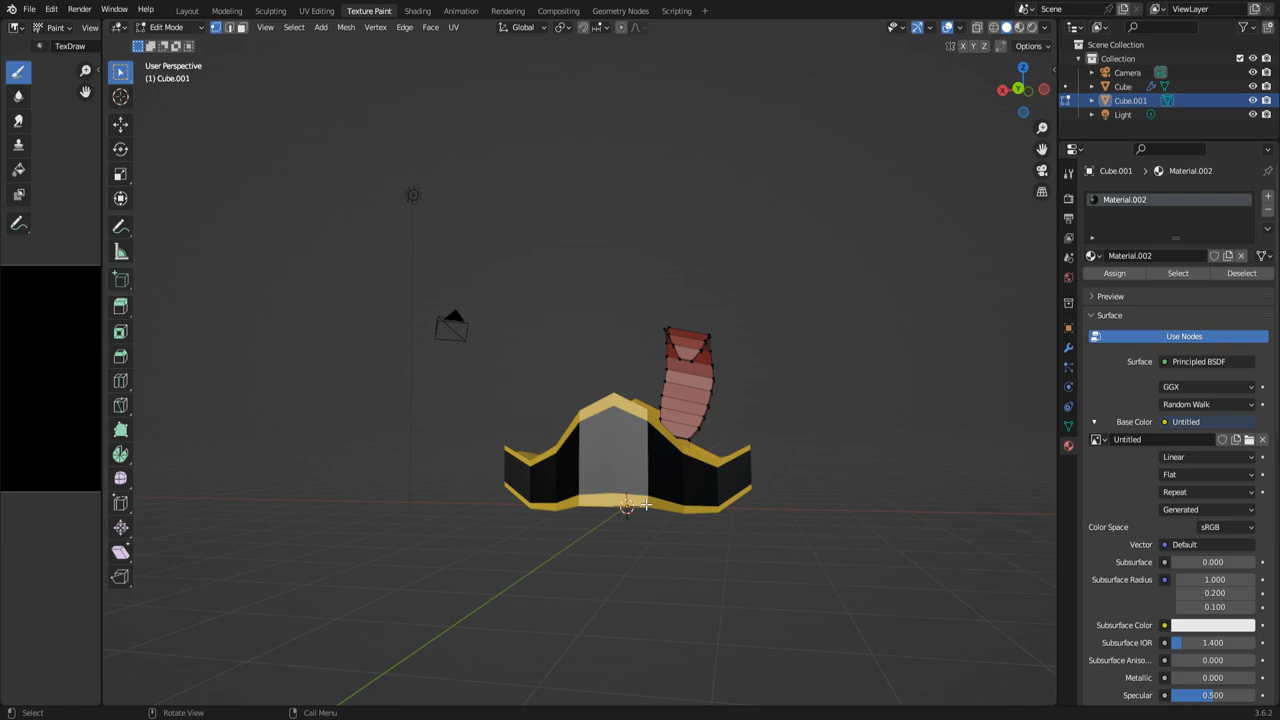 File Edit Render Window Help Layout Modeling Sculpting UV Editing Texture Paint Shading Animation Rendering Compositing Geometry Nodes Scripting + Scene ViewLayer
Paint View Edit Mode View Select Add Mesh Vertex Edge Face UV Global
TexDraw X Y Z Options
User Perspective
(1) Cube.001
Z
X Y
Scene Collection
Collection
Camera
Cube
Cube.001
Light
Cube.001 > Material.002
Material.002
Material.002
Assign Select Deselect
Preview
Surface
Use Nodes
Surface Principled BSDF
GGX
Random Walk
Base Color Untitled
Untitled
Linear
Flat
Repeat
Generated
Color Space sRGB
Vector Default
Subsurface 0.000
Subsurface Radius 1.000
0.200
0.100
Subsurface Color
Subsurface IOR 1.400
Subsurface Aniso... 0.000
Metallic 0.000
Specular 0.500
Select Rotate View Call Menu 3.6.2